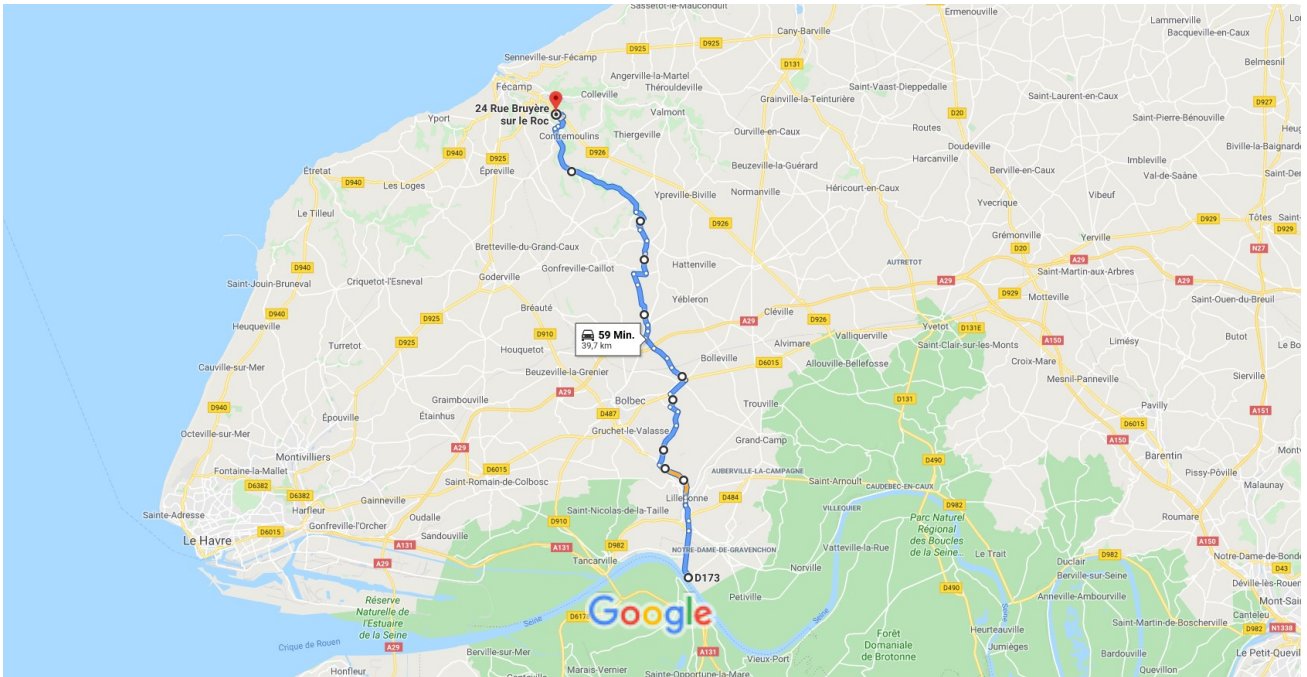 Sassetot-le-Mauconduit
Ermenouville
Lammerville
Bacqueville-en-Caux
Cany-Barville
D925
D925
Senneville-sur-Fécamp
D131
Belmesnil
Angerville-la-Martel
Thérouldeville
Fécamp
Colleville
Saint-Vaast-Dieppedalle
Saint-Laurent-en-Caux
Grainville-la-Teinturière
D927
24 Rue Bruyère
sur le Roc
Valmont
D20
Saint-Pierre-Bénouville
Yport
Contremoulins
Thiergeville
Ourville-en-Caux
Routes
Doudeville
D940
D925
D926
Harcanville
Imbleville
Biville-la-Baignarde
Étretat
Épreville
Beuzeville-la-Guérard
Berville-en-Caux
Val-de-Saâne
D940
Les Loges
Ypreville-Biville
Normanville
Héricourt-en-Caux
Vibeuf
Yvecrique
Le Tilleul
D926
D929
Tôtes
D929
Grémonville
Yerville
Bretteville-du-Grand-Caux
D20
N27
D940
Gonfreville-Caillot
Hattenville
AUTRETOT
A29
Saint-Martin-aux-Arbres
Goderville
Saint-Jouin-Bruneval
Criquetot-l'Esneval
A29
A29
D929
Motteville
Saint-Ouen-du-Breuil
Yébleron
Bréauté
D940
D925
Cléville
A29
D926
Yvetot
D131E
Heuqueville
59 Min.
39,7 km
D910
Valliquerville
A150
Butot
Turretot
D925
Houquetot
Alvimare
Saint-Clair-sur-les-Monts
Limésy
Bolleville
D6015
Allouville-Bellefosse
Croix-Mare
Cauville-sur-Mer
Beuzeville-la-Grenier
Mesnil-Panneville
Sierville
A29
Graimbouville
Bolbec
Trouville
D131
D940
Épouville
Étainhus
D487
Pavilly
A151
D6015
Octeville-sur-Mer
Gruchet-le-Valasse
Grand-Camp
A150
A29
Montivilliers
D490
Barentin
Fontaine-la-Mallet
D6015
AUBERVILLE-LA-CAMPAGNE
Pissy-Pôville
Saint-Romain-de-Colbosc
Saint-Arnoult
CAUDEBEC-EN-CAUX
Malaunay
D6382
D6382
Gainneville
Lillebonne
D484
D982
Sainte-Adresse
Harfleur
Saint-Nicolas-de-la-Taille
VILLEQUIER
Roumare
Oudalle
D910
Parc Naturel
Régional
des Boucles
de la Seine...
Gonfreville-l'Orcher
D6015
Sandouville
Le Havre
A131
A131
D982
NOTRE-DAME-DE-GRAVENCHON
Vatteville-la-Rue
Le Trait
A150
D982
Tancarville
Duclair
A29
Norville
Berville-sur-Seine
D43
D173
D490
Petiville
Anneville-Ambourville
Réserve
Naturelle de
l'Estuaire
de la Seine
Google
Seine
Seine
Seine
Canteleu
Saint-Martin-de-Boscherville
D982
N1338
Heurteauville
Forêt
Domaniale
de Brotonne
Jumièges
Crique de Rouen
A29
Berville-sur-Mer
A131
Vieux-Port
Bardouville
Marais-Vernier
Sainte-Opportune-la-Mare
Honfleur
Quevillon